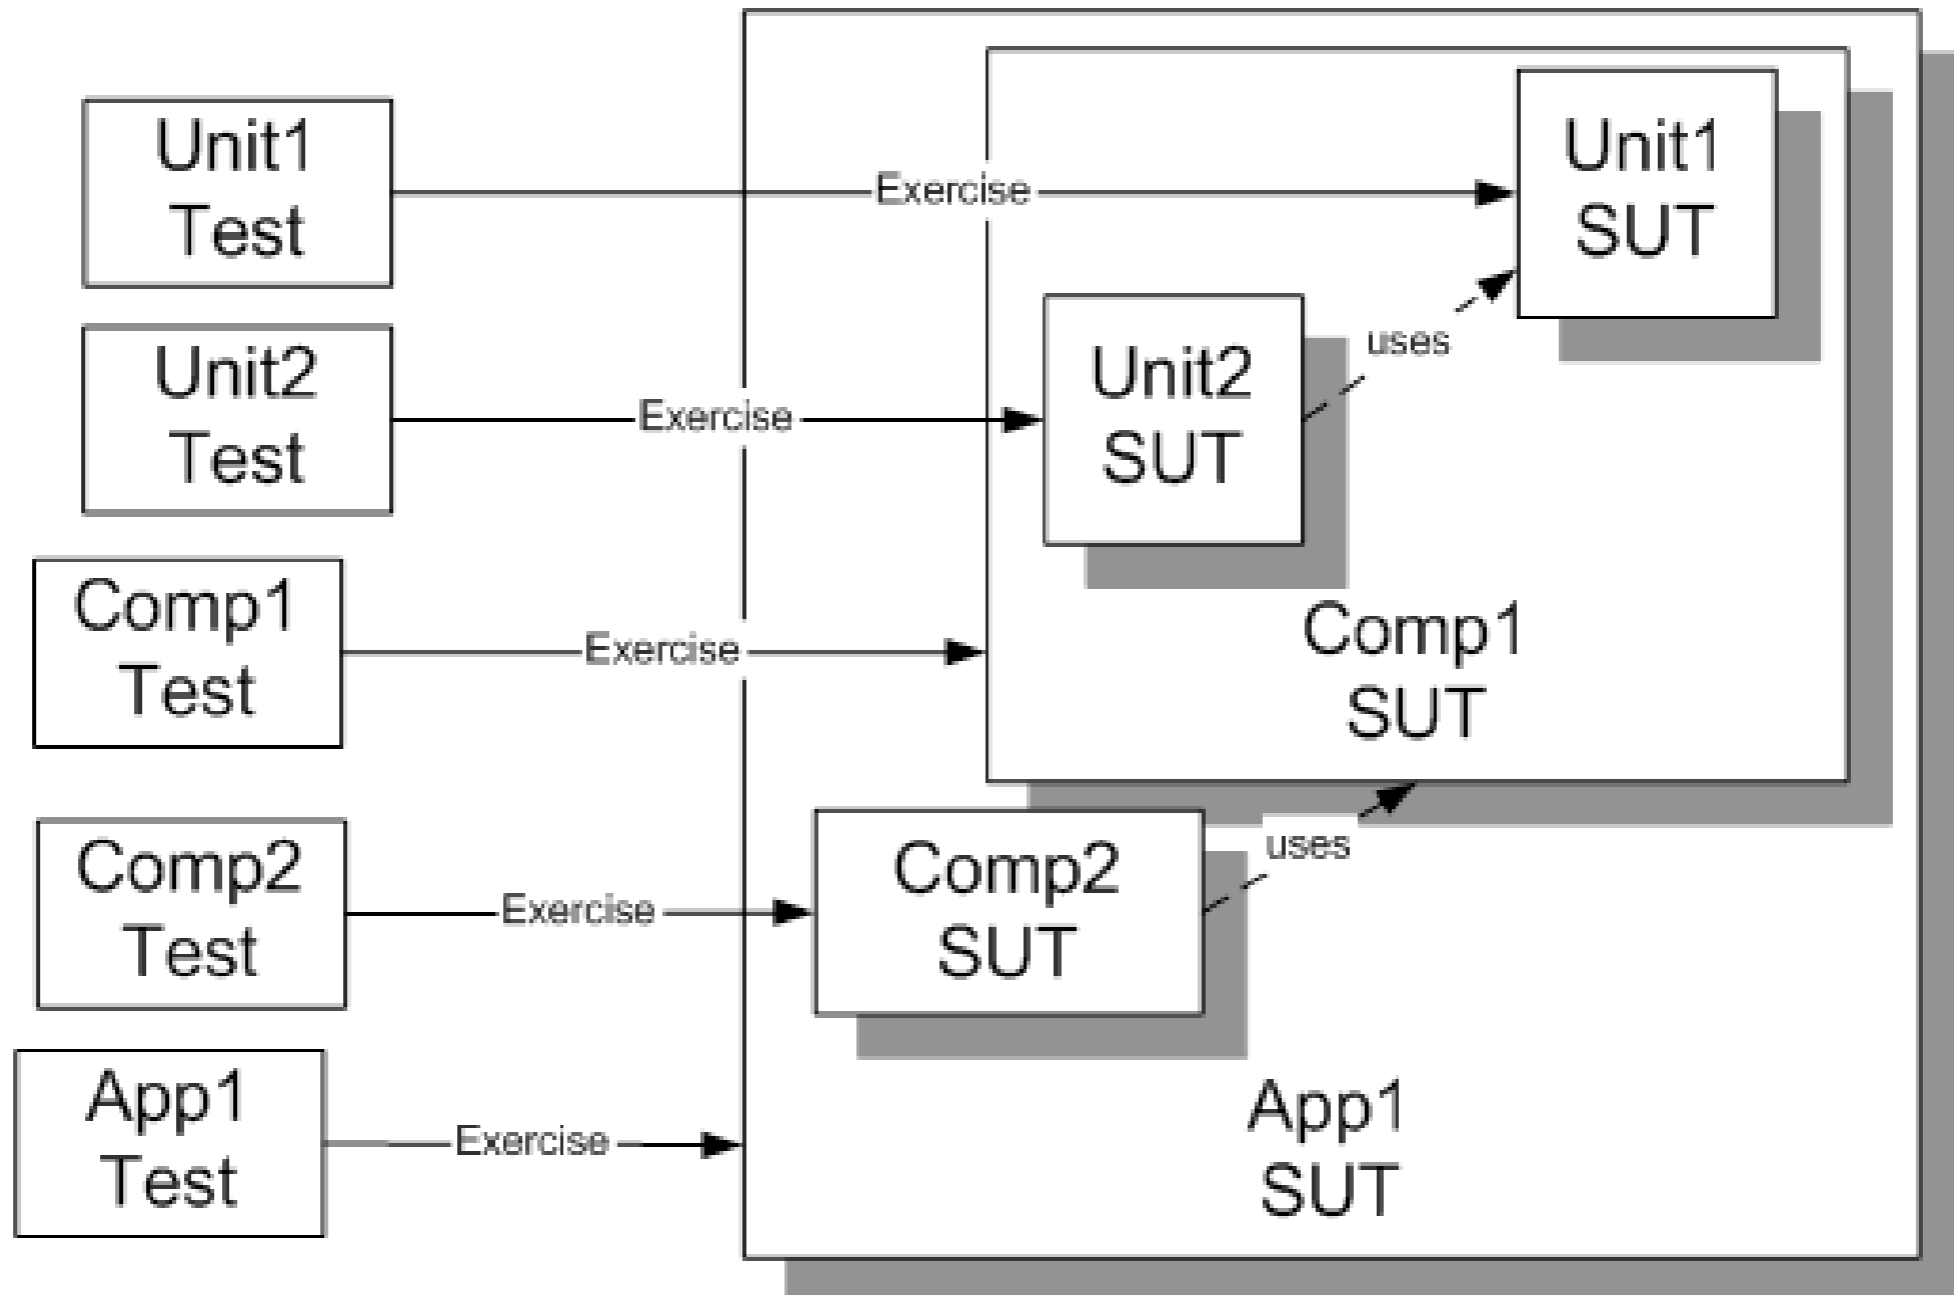 Unit1
Test
Exercise
Unit1
SUT
Unit2
Test
Exercise
Unit2
SUT
uses
Comp1
Test
Exercise
Comp1
SUT
Comp2
Test
Exercise
Comp2
SUT
uses
App1
Test
Exercise
App1
SUT